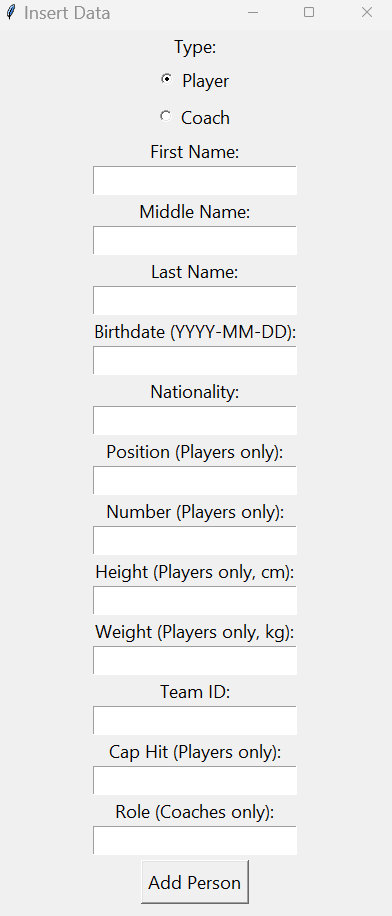 Insert Data
Type:
Player
Coach
First Name:
Middle Name:
Last Name:
Birthdate (YYYY-MM-DD):
Nationality:
Position (Players only):
Number (Players only):
Height (Players only, cm):
Weight (Players only, kg):
Team ID:
Cap Hit (Players only):
Role (Coaches only):
Add Person